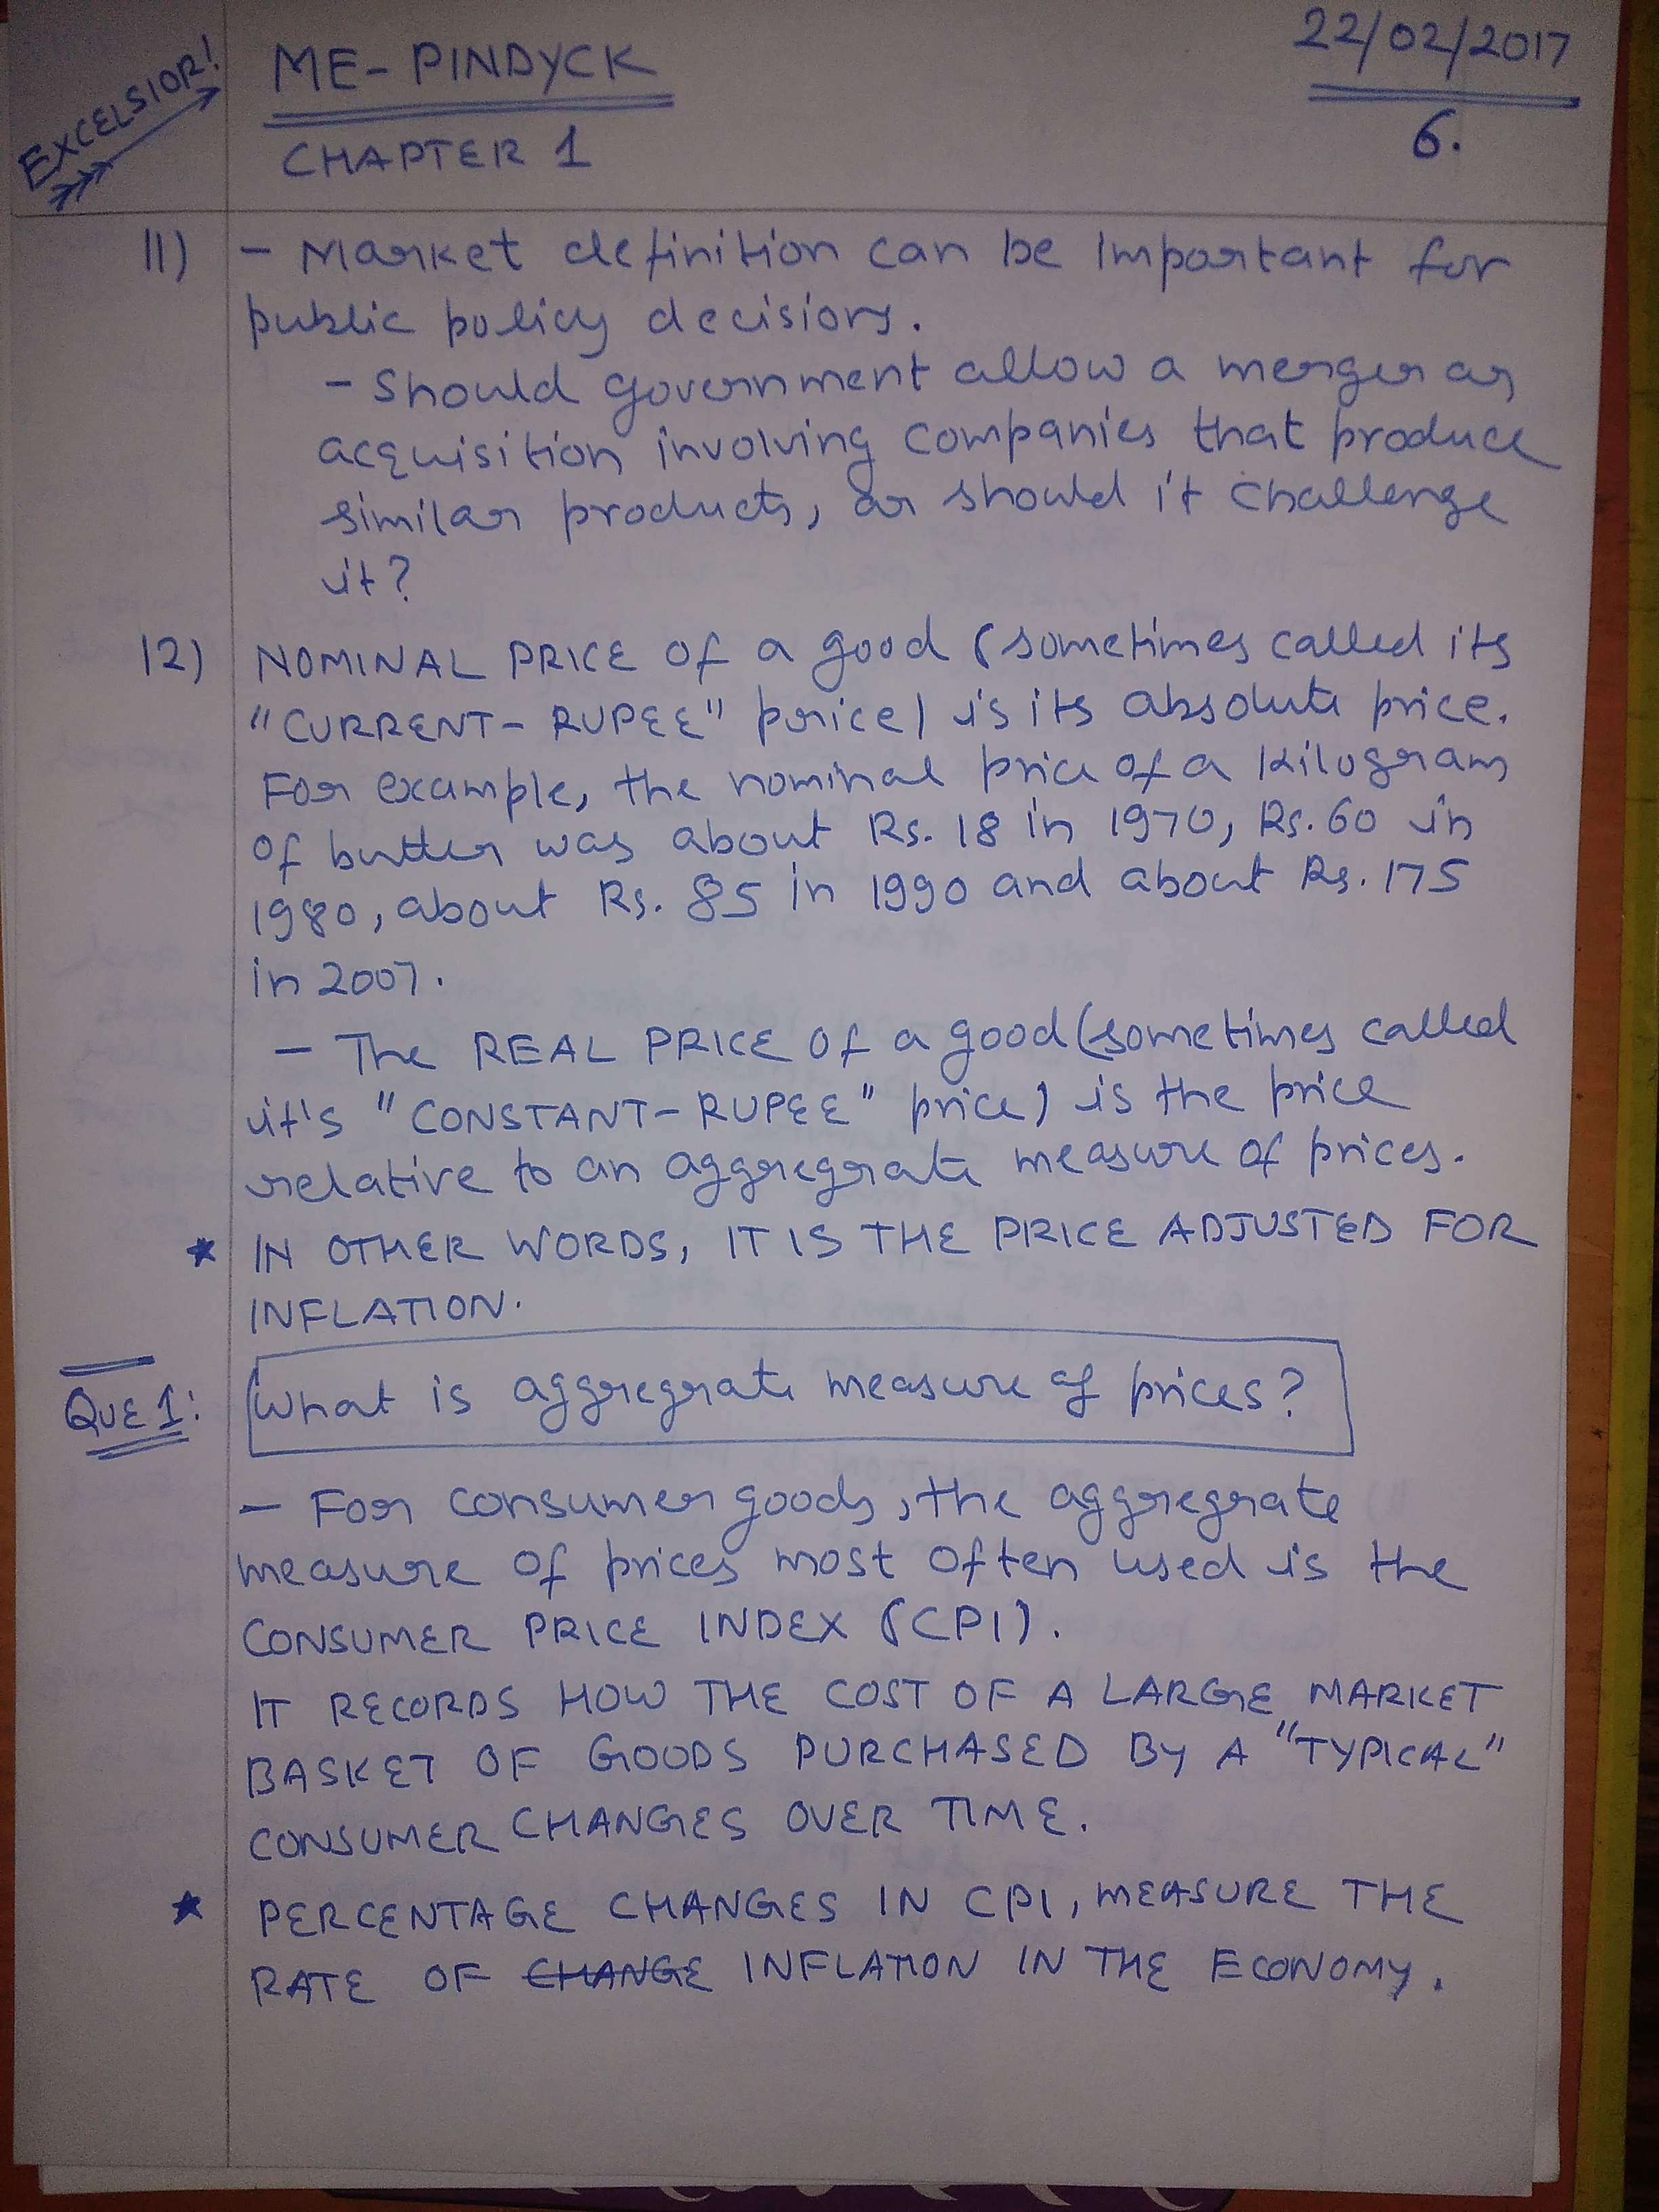 EXCELSIOR!
ME- PINDYCK
CHAPTER 1
22/02/2017
6.
11) - Market definition can be Important for
public policy decisions.
- Should government allow a merger or
acquisition involving companies that produce
similar products, or should it challenge
it?
12) NOMINAL PRICE of a good (sometimes called its
"CURRENT- RUPEE" price) is its absolute price.
For example, the nominal price of a kilogram
of butter was about Rs. 18 in 1970, Rs. 60 in
1980, about Rs. 85 in 1990 and about Rs. 175
in 2007.
- The REAL PRICE of a good (sometimes called
it's "CONSTANT-RUPEE" price) is the price
relative to an aggregrate measure of prices.
* IN OTHER WORDS, IT IS THE PRICE ADJUSTED FOR
INFLATION.
QUE 1: What is aggregrate measure of prices?
- For consumer goods, the aggregrate
measure of prices most often used is the
CONSUMER PRICE INDEX (CPI).
IT RECORDS HOW THE COST OF A LARGE MARKET
BASKET OF GOODS PURCHASED BY A "TYPICAL"
CONSUMER CHANGES OVER TIME.
* PERCENTAGE CHANGES IN CPI, MEASURE THE
RATE OF CHANGE INFLATION IN THE ECONOMY.